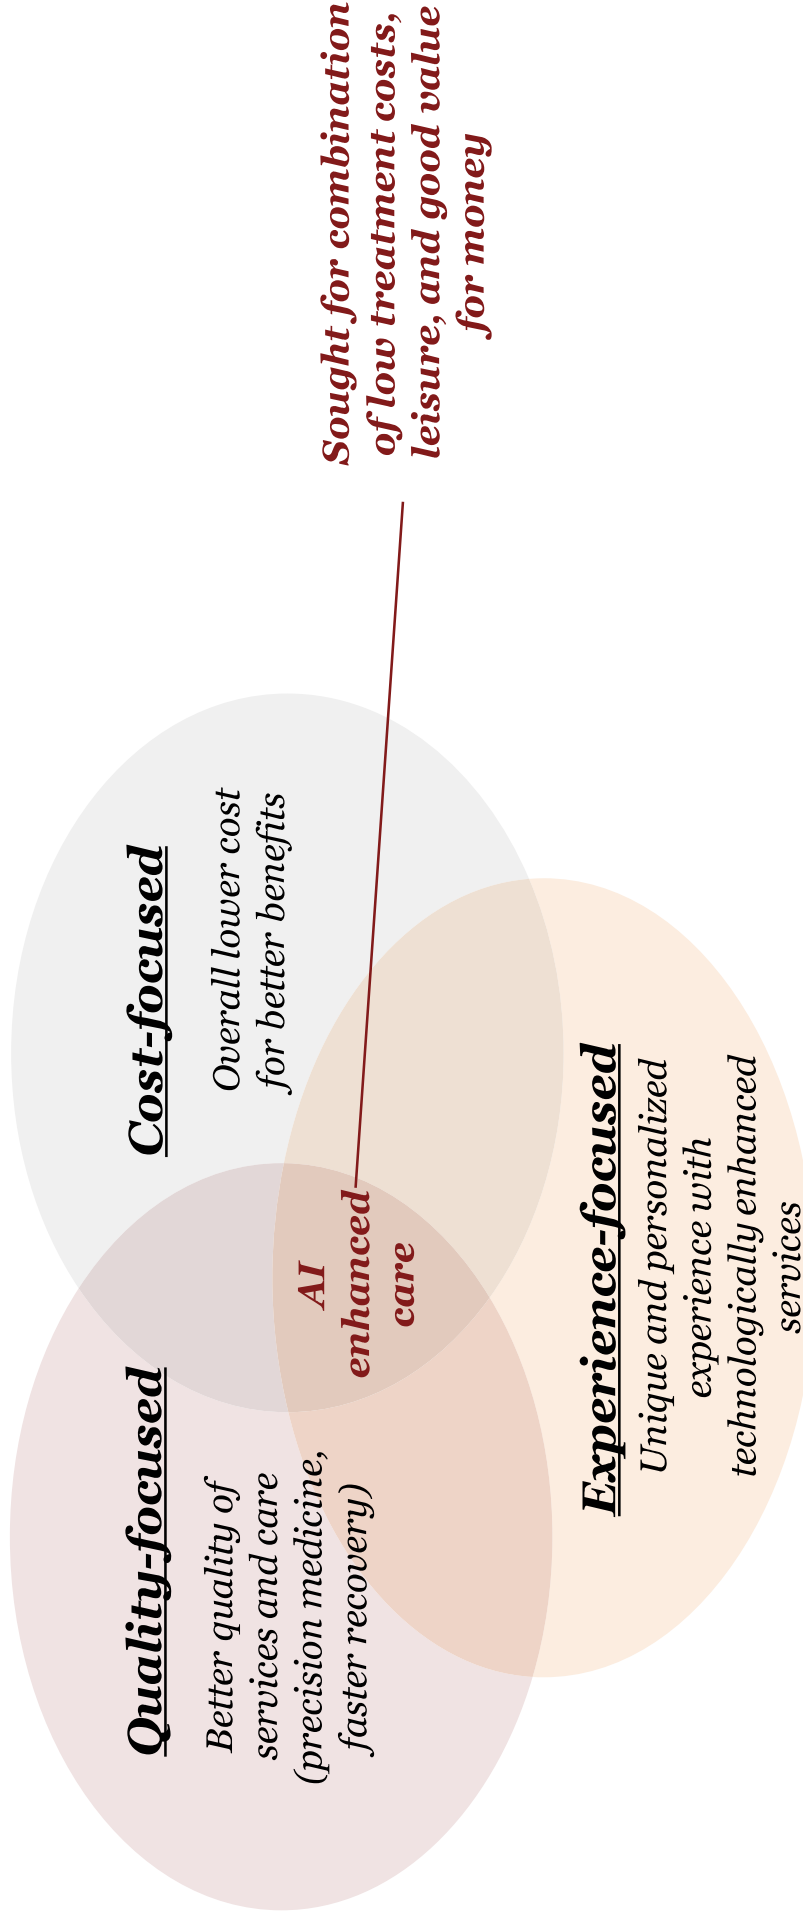 Quality-focused
Better quality of
services and care
(precision medicine,
faster recovery)
Cost-focused
Overall lower cost
for better benefits
AI
enhanced
care
Experience-focused
Unique and personalized
experience with
technologically enhanced
services
Sought for combination
of low treatment costs,
leisure, and good value
for money